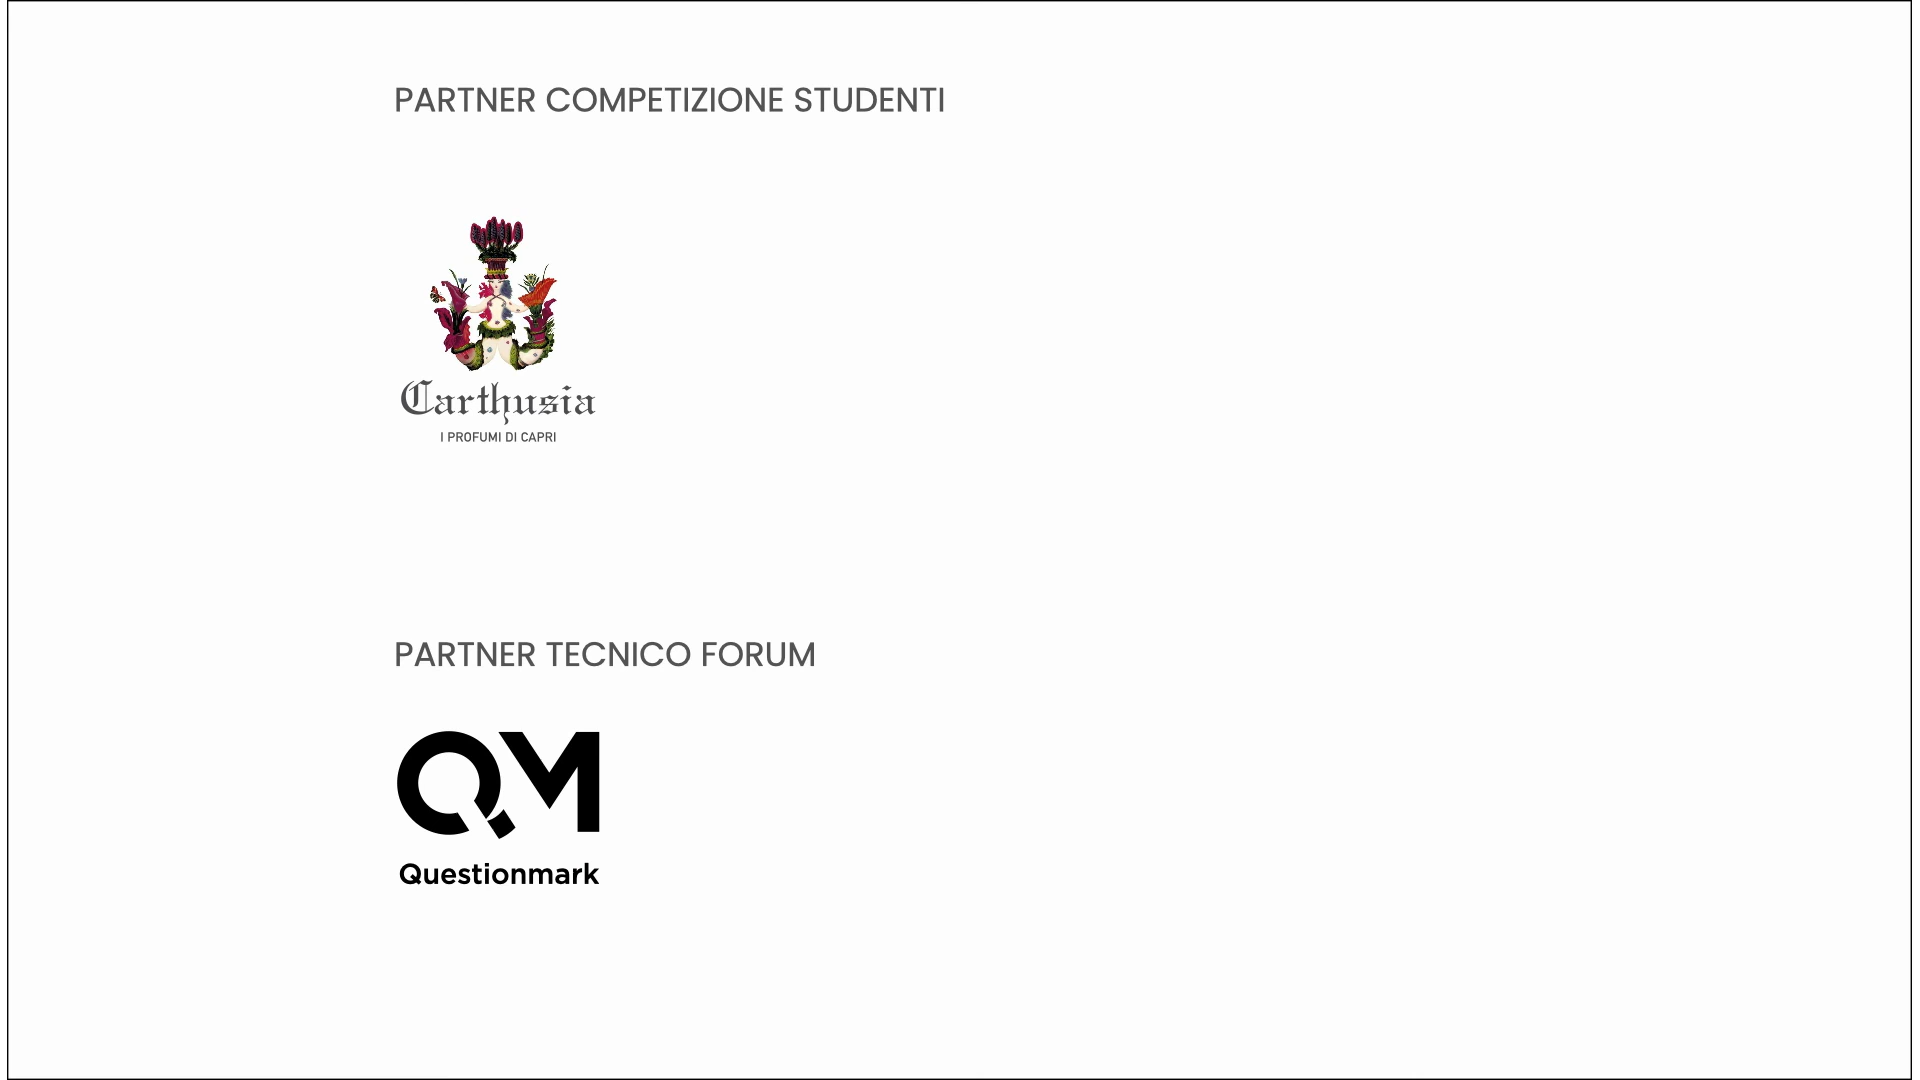 PARTNER COMPETIZIONE STUDENTI
Carthusia
I PROFUMI DI CAPRI
PARTNER TECNICO FORUM
QM
Questionmark